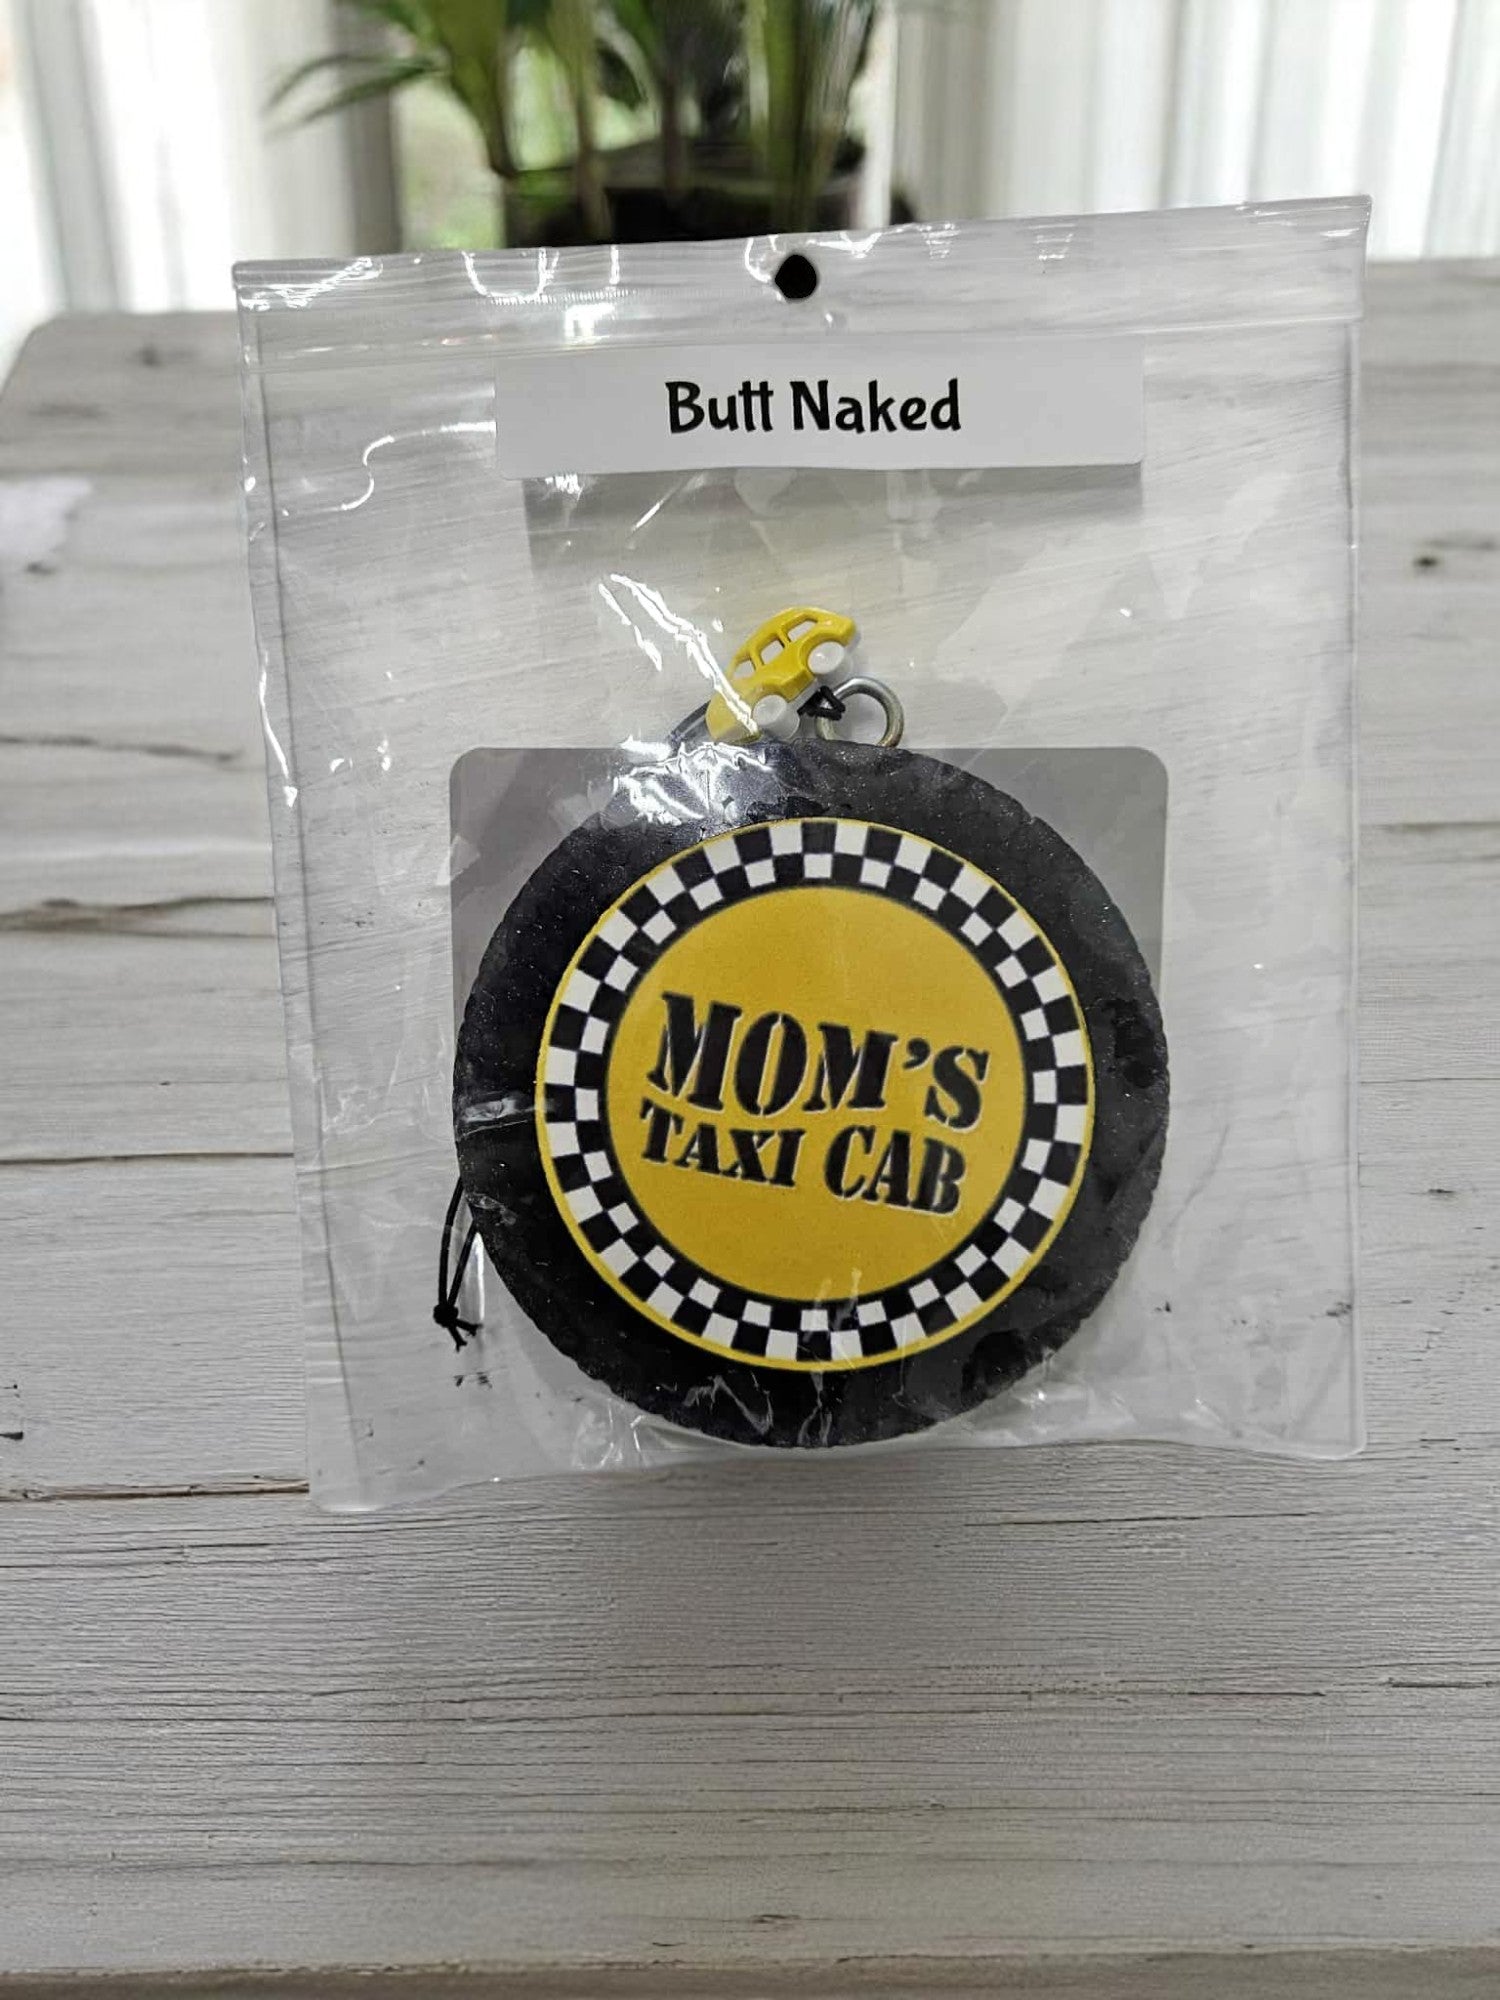 Butt Naked
MOM'S
TAXI CAB